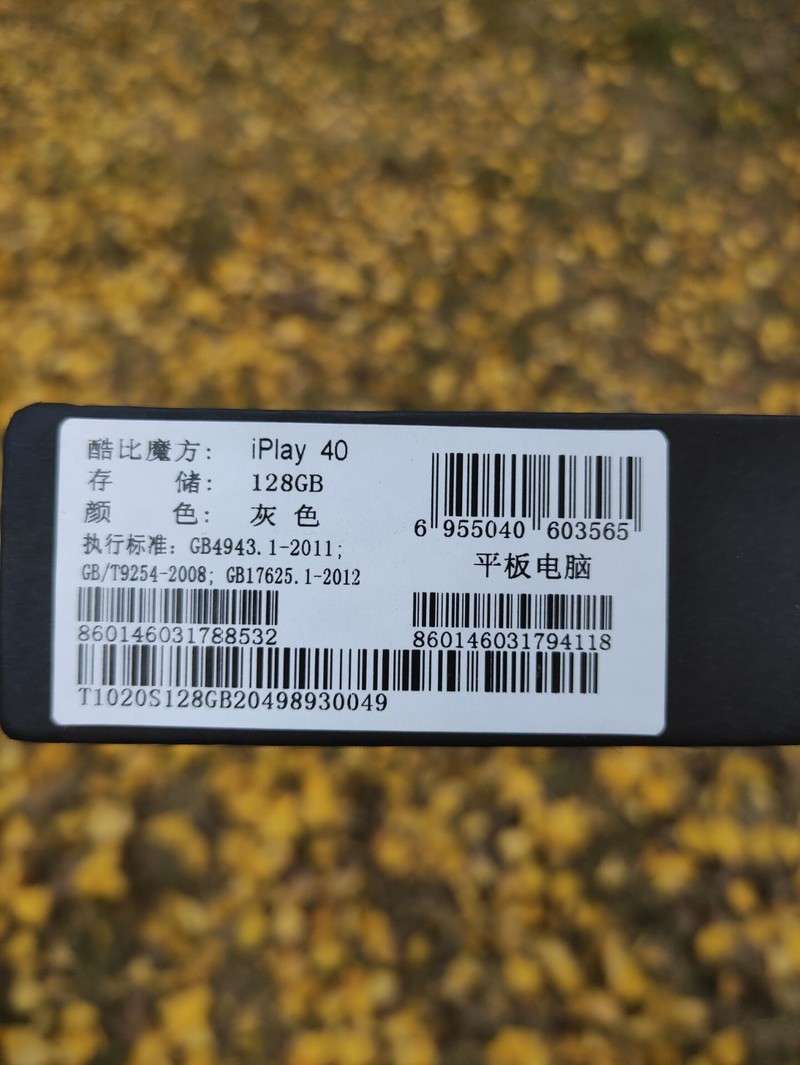 酷比魔方: iPlay 40
存 储: 128GB
颜 色: 灰色
执行标准: GB4943.1-2011;
GB/T9254-2008; GB17625.1-2012
6 955040 603565
平板电脑
860146031788532
860146031794118
T1020S128GB20498930049